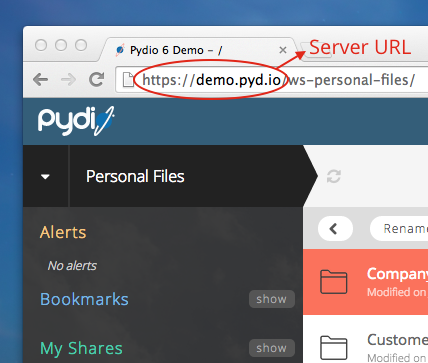 Pydio 6 Demo - /
Server URL
https://demo.pyd.io/ws-personal-files/
pydio
Personal Files
Renam
Alerts
No alerts
Company
Modified on
Bookmarks
show
Custome
Modified on
My Shares
show